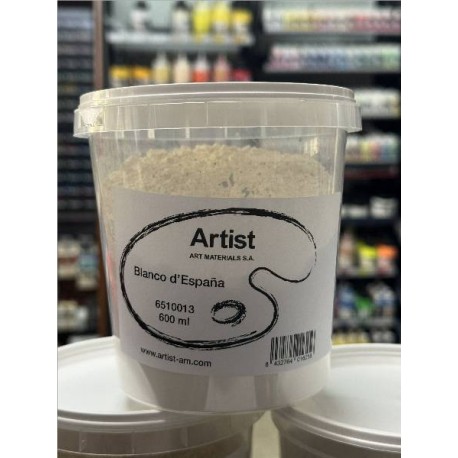 Artist
ART MATERIALS S.A.
Blanco d'España
6510013
600 ml
www.artist-am.com